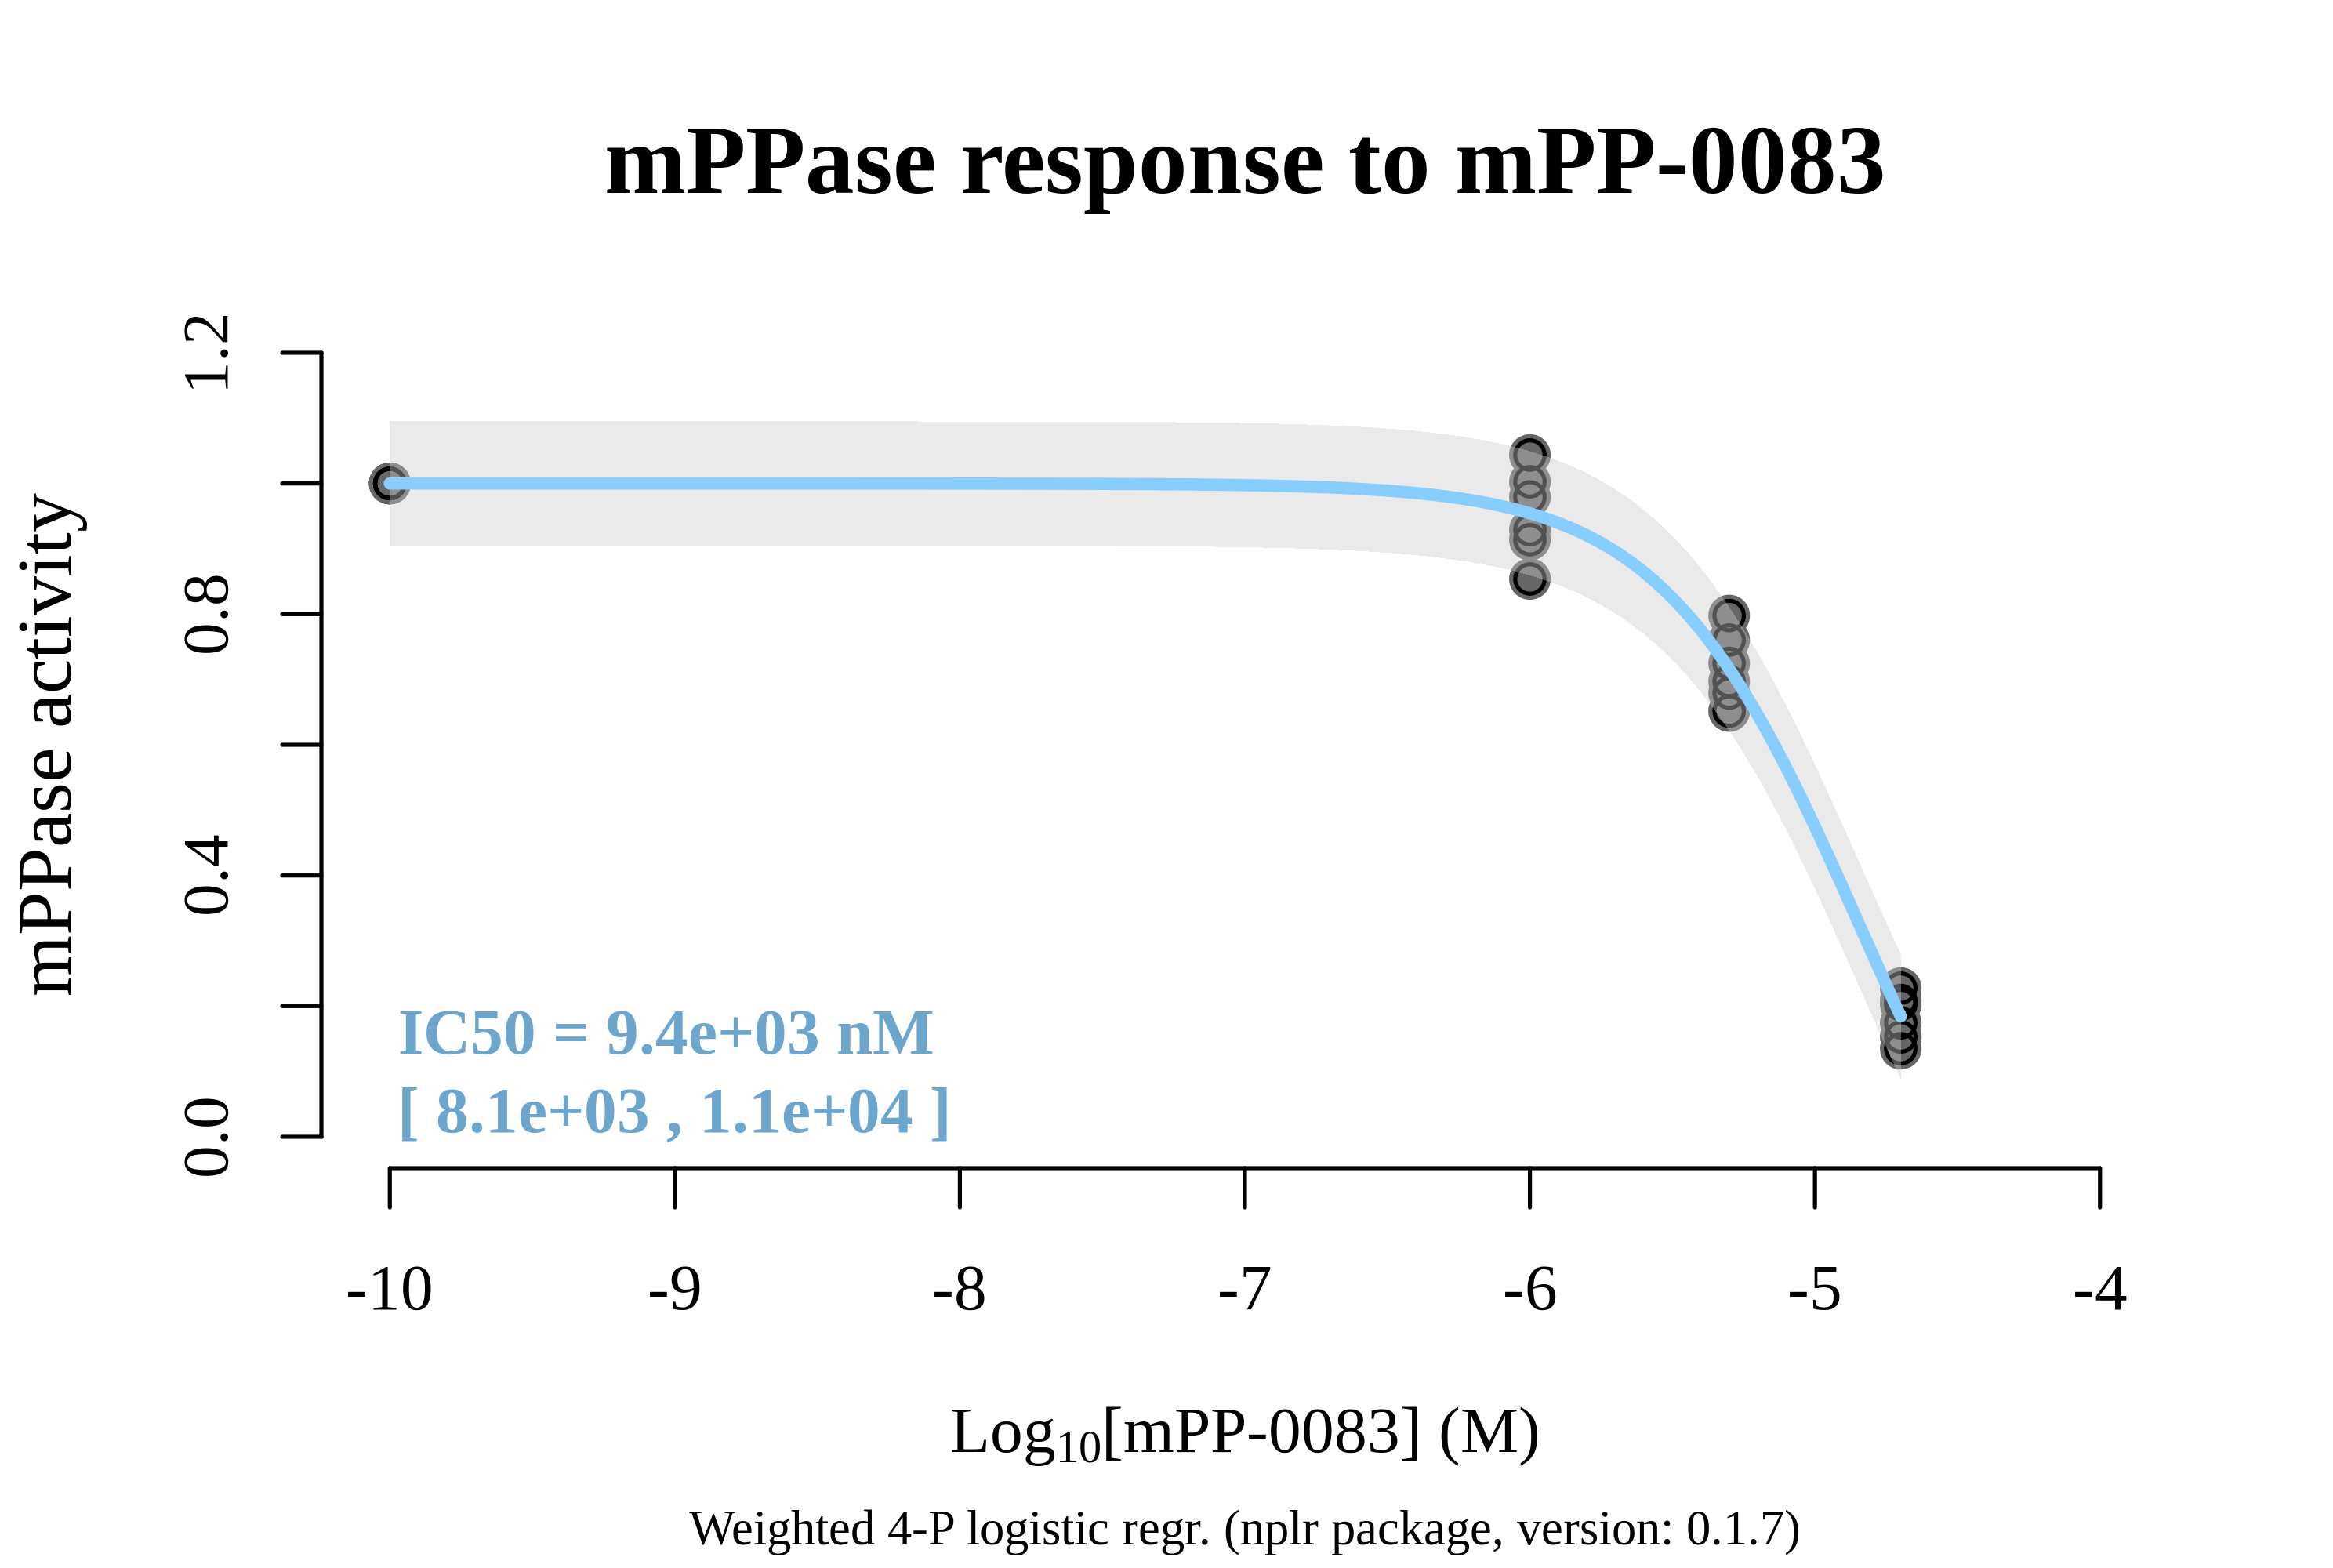 mPPase response to mPP-0083
mPPase activity
1.2
0.8
0.4
0.0
IC50 = 9.4e+03 nM
[ 8.1e+03 , 1.1e+04 ]
-10 -9 -8 -7 -6 -5 -4
Log10[mPP-0083] (M)
Weighted 4-P logistic regr. (nplr package, version: 0.1.7)